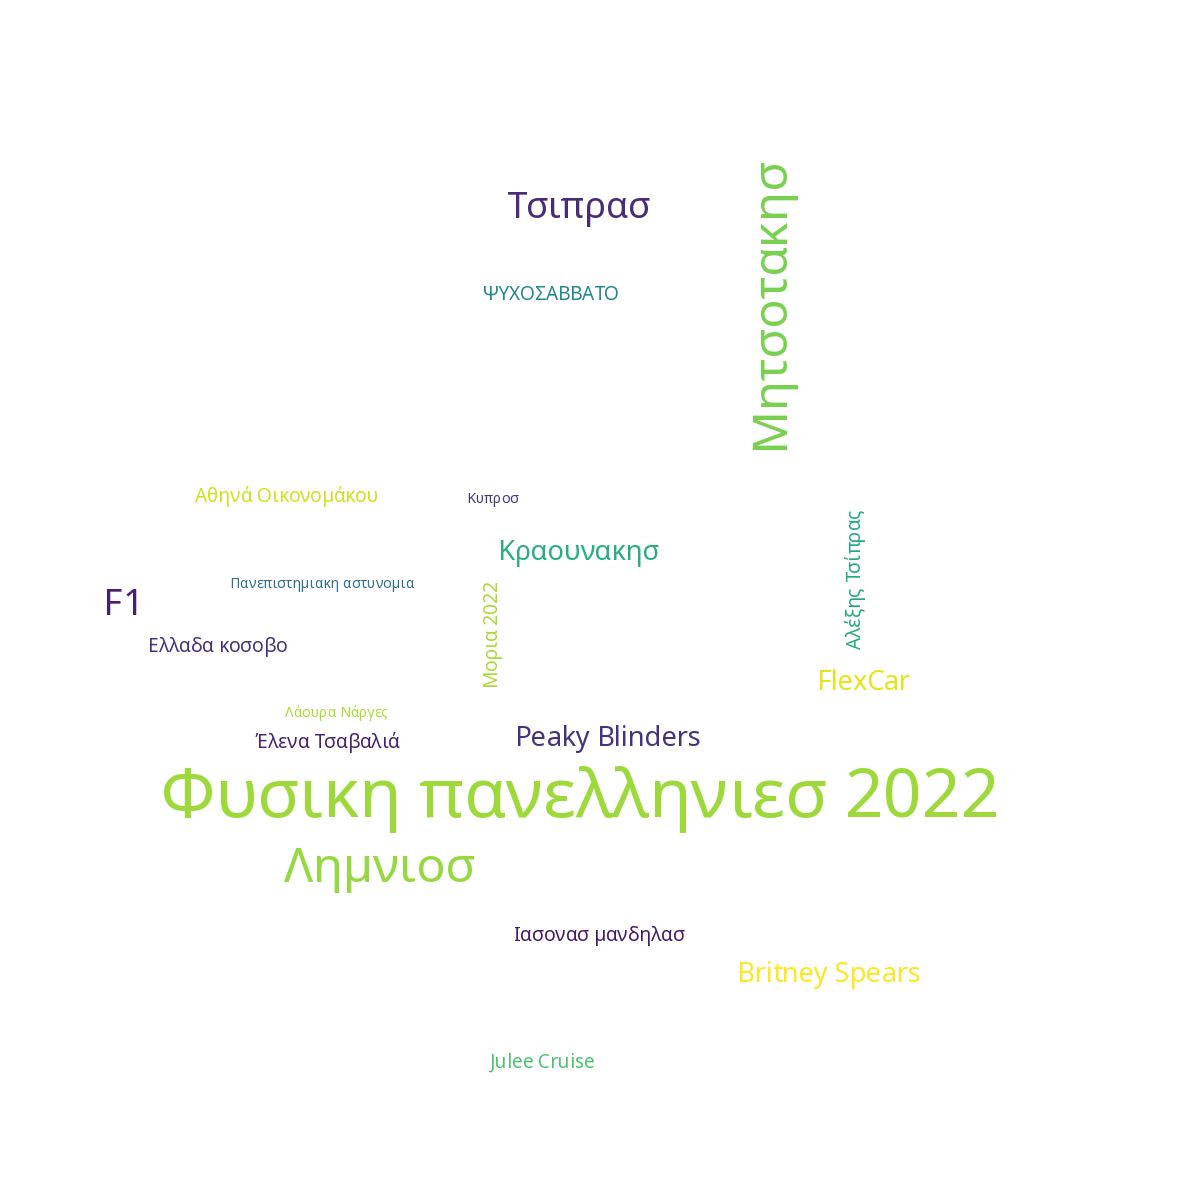 Τσιπρασ
Μητσοτακησ
ΨΥΧΟΣΑΒΒΑΤΟ
Αθηνά Οικονομάκου
Κυπροσ
Κραουνακησ
Αλέξης Τσίπρας
Πανεπιστημιακη αστυνομια
F1
Μορια 2022
Ελλαδα κοσοβο
FlexCar
Λάουρα Νάργες
Έλενα Τσαβαλιά
Peaky Blinders
Φυσικη πανελληνιεσ 2022
Λημνιοσ
Ιασονασ μανδηλασ
Britney Spears
Julee Cruise